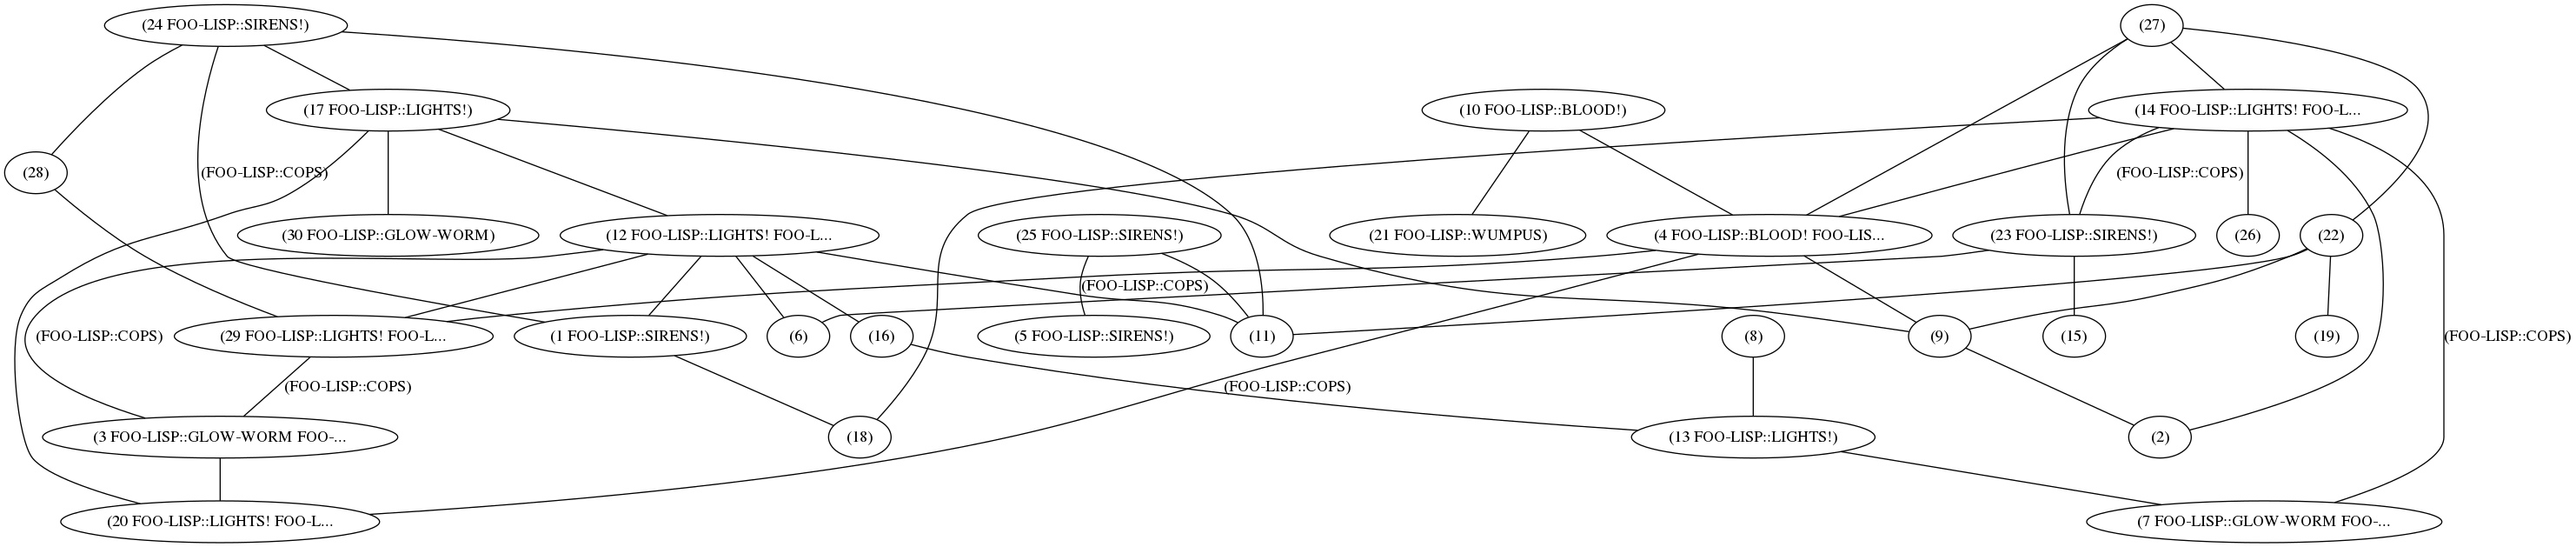 (24 FOO-LISP::SIRENS!)
(27)
(17 FOO-LISP::LIGHTS!)
(10 FOO-LISP::BLOOD!)
(14 FOO-LISP::LIGHTS! FOO-L...
(28)
(FOO-LISP::COPS)
(FOO-LISP::COPS)
(30 FOO-LISP::GLOW-WORM)
(12 FOO-LISP::LIGHTS! FOO-L...
(25 FOO-LISP::SIRENS!)
(21 FOO-LISP::WUMPUS)
(4 FOO-LISP::BLOOD! FOO-LIS...
(23 FOO-LISP::SIRENS!)
(26)
(22)
(FOO-LISP::COPS)
(FOO-LISP::COPS)
(29 FOO-LISP::LIGHTS! FOO-L...
(1 FOO-LISP::SIRENS!)
(6)
(16)
(5 FOO-LISP::SIRENS!)
(11)
(8)
(9)
(15)
(19)
(FOO-LISP::COPS)
(FOO-LISP::COPS)
(FOO-LISP::COPS)
(3 FOO-LISP::GLOW-WORM FOO-...
(18)
(13 FOO-LISP::LIGHTS!)
(2)
(20 FOO-LISP::LIGHTS! FOO-L...
(7 FOO-LISP::GLOW-WORM FOO-...